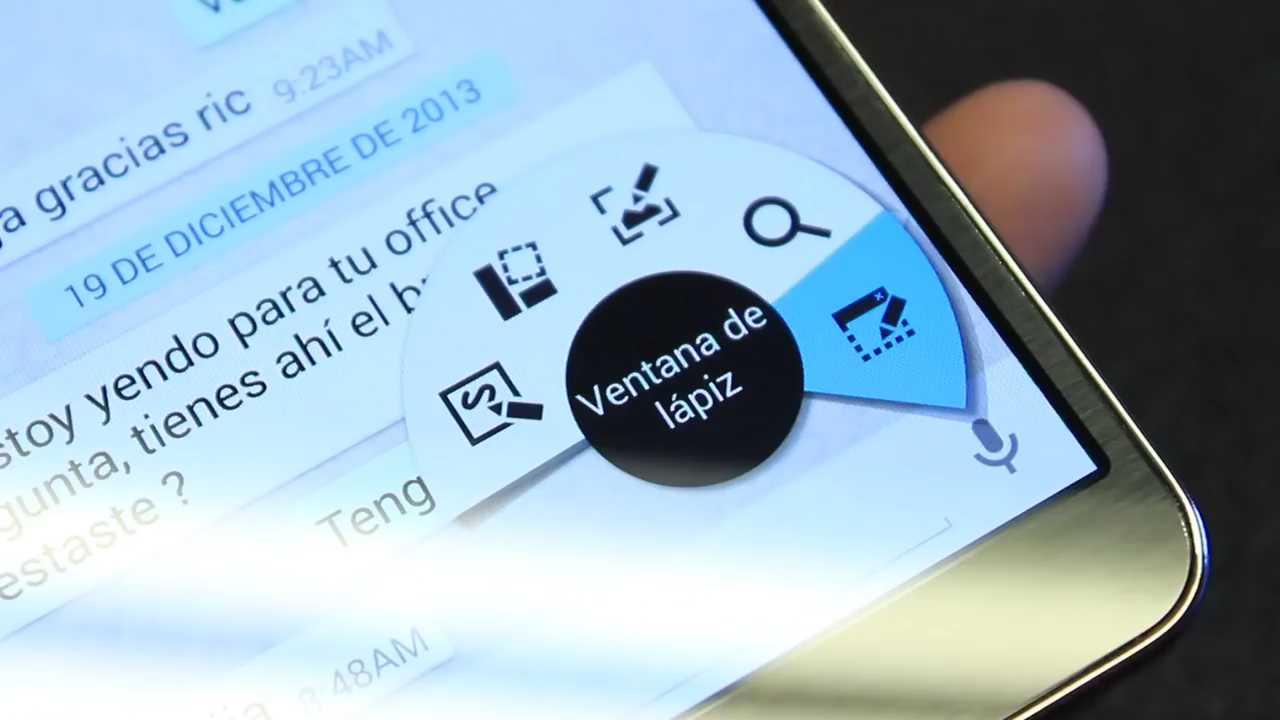 gracias ric 9:23AM
19 DE DICIEMBRE DE 2013
stoy yendo para tu office
gunta, tienes ahí el
estaste ?
Teng
8:48AM
Ventana de
lápiz